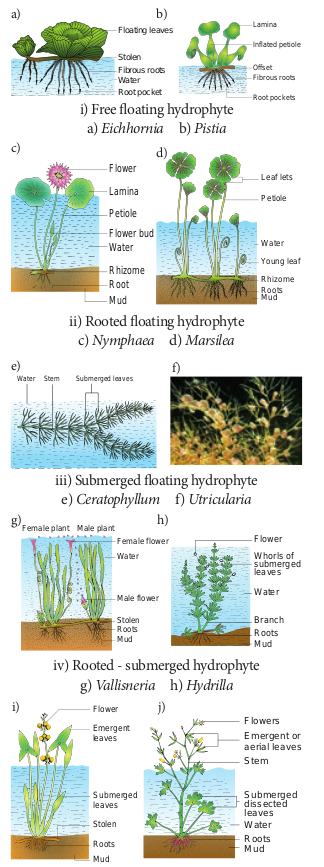 a)
Floating leaves
Stolen
Fibrous roots
Water
Root pocket
b)
Lamina
Inflated petiole
Offset
Fibrous roots
Root pockets
i) Free floating hydrophyte
a) Eichhornia b) Pistia
c)
Flower
Lamina
Petiole
Flower bud
Water
Rhizome
Root
Mud
d)
Leaf lets
Petiole
Water
Young leaf
Rhizome
Roots
Mud
ii) Rooted floating hydrophyte
c) Nymphaea d) Marsilea
e)
Water Stem Submerged leaves
f)
iii) Submerged floating hydrophyte
e) Ceratophyllum f) Utricularia
g)
Female plant Male plant
Female flower
Water
Male flower
Stolen
Roots
Mud
h)
Flower
Whorls of
submerged
leaves
Water
Branch
Roots
Mud
iv) Rooted - submerged hydrophyte
g) Vallisneria h) Hydrilla
i)
Flower
Emergent
leaves
Submerged
leaves
Stolen
Roots
Mud
j)
Flowers
Emergent or
aerial leaves
Stem
Submerged
dissected
leaves
Water
Roots
Mud